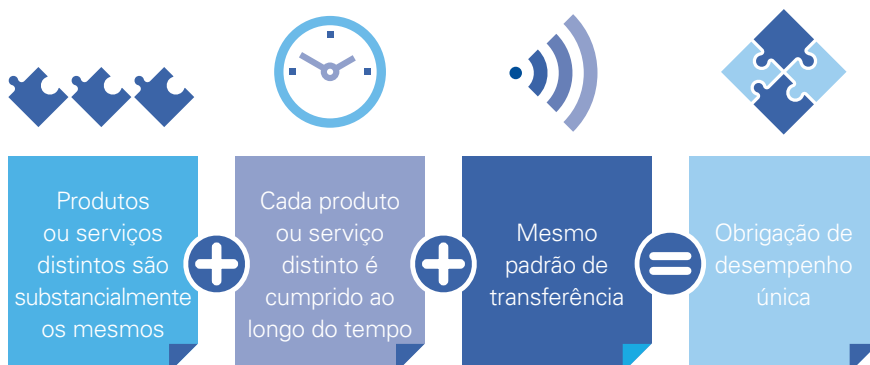 Produtos
ou serviços
distintos são
substancialmente
os mesmos
+
Cada produto
ou serviço
distinto é
cumprido ao
longo do tempo
+
Mesmo
padrão de
transferência
=
Obrigação de
desempenho
única